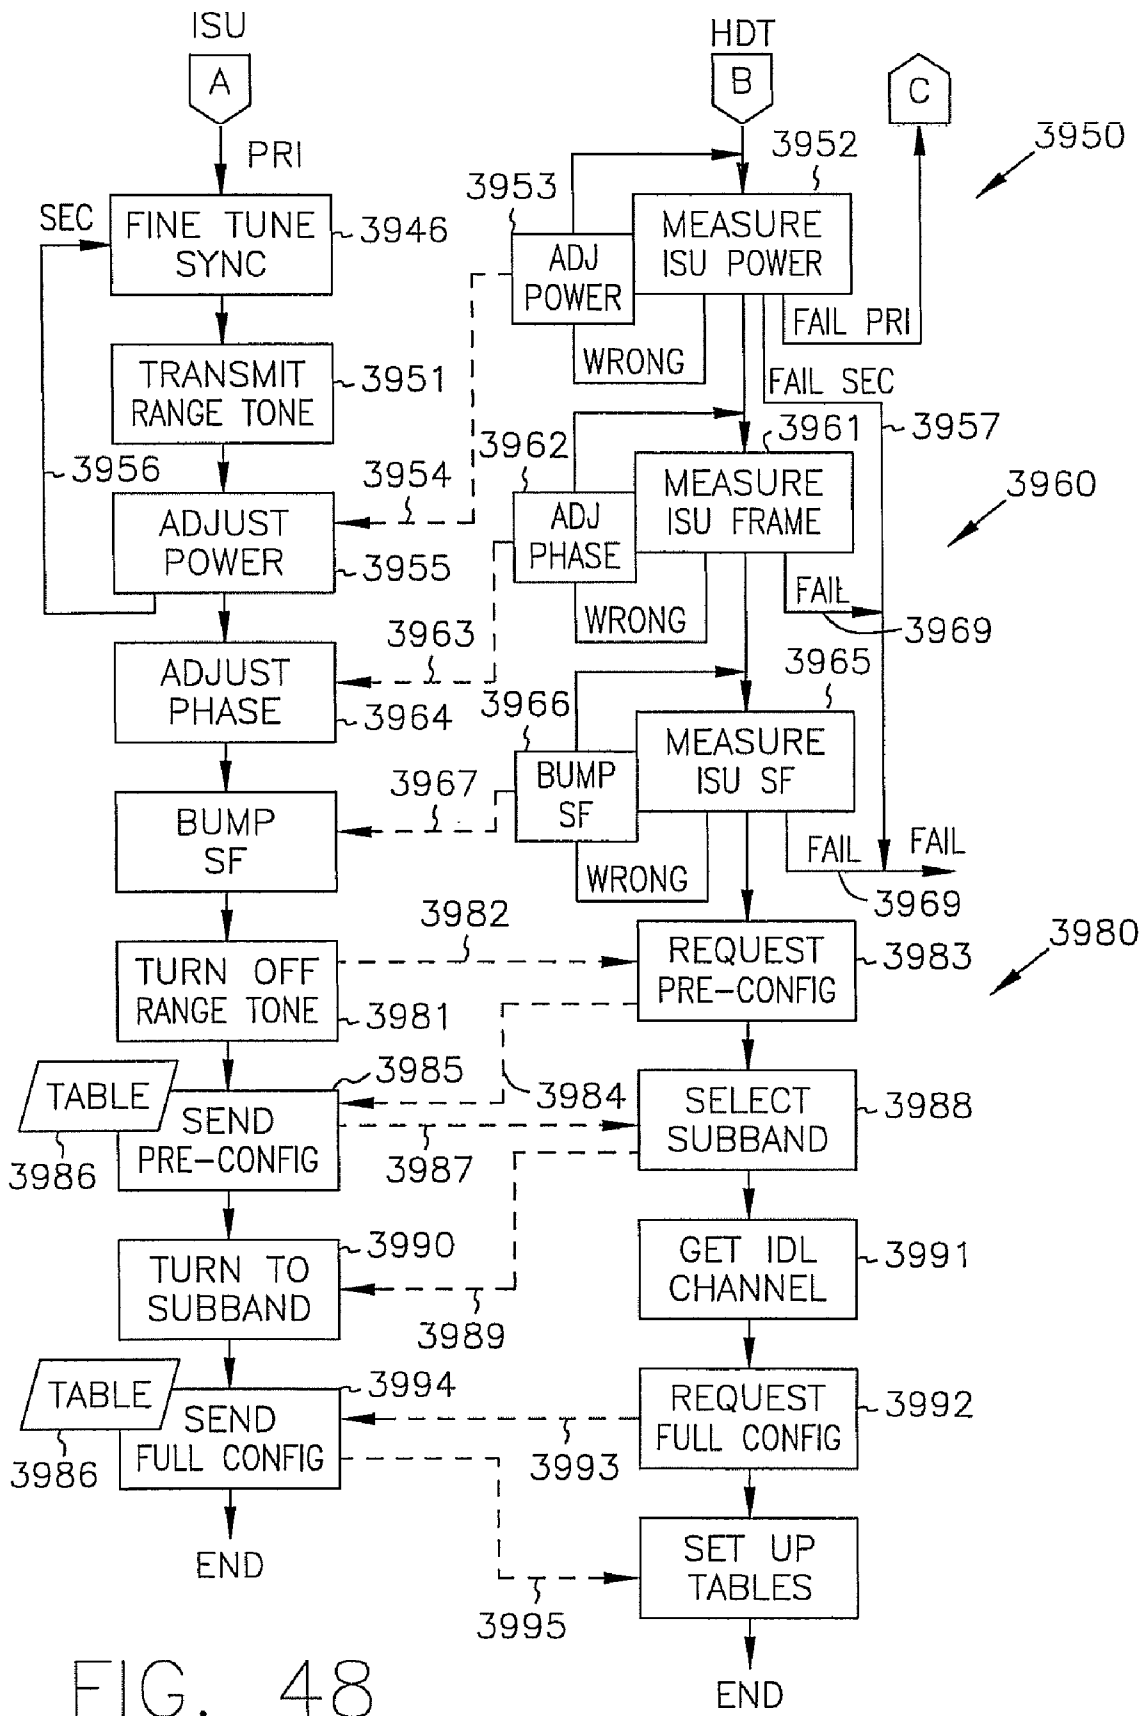 ISU
HDT
A
B
C
PRI
3952
3950
3953
SEC
FINE TUNE
SYNC
3946
MEASURE
ISU POWER
ADJ
POWER
FAIL PRI
WRONG
TRANSMIT
RANGE TONE
3951
FAIL SEC
3956
3954
3962
3961
3957
3960
ADJUST
POWER
3955
ADJ
PHASE
MEASURE
ISU FRAME
FAIL
3969
WRONG
3963
ADJUST
PHASE
3964
3966
3965
MEASURE
ISU SF
BUMP
SF
3967
BUMP
SF
WRONG
FAIL
FAIL
3969
3982
3980
TURN OFF
RANGE TONE
3981
REQUEST
PRE-CONFIG
3983
3985
3984
TABLE
SEND
PRE-CONFIG
3986
3987
SELECT
SUBBAND
3988
3990
TURN TO
SUBBAND
3989
GET IDL
CHANNEL
3991
3994
TABLE
SEND
FULL CONFIG
3986
3993
REQUEST
FULL CONFIG
3992
END
3995
SET UP
TABLES
END
FIG. 48